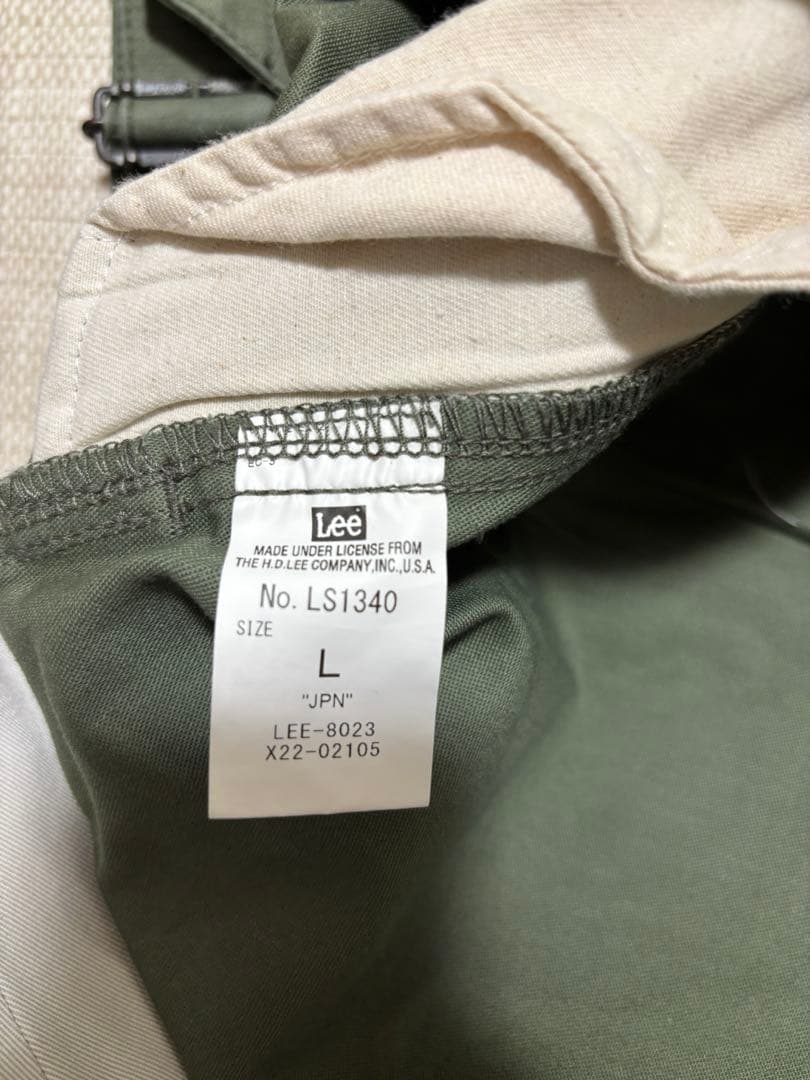 Lee
MADE UNDER LICENSE FROM
THE H.D.LEE COMPANY,INC.,U.S.A.
No. LS1340
SIZE
L
"JPN"
LEE-8023
X22-02105